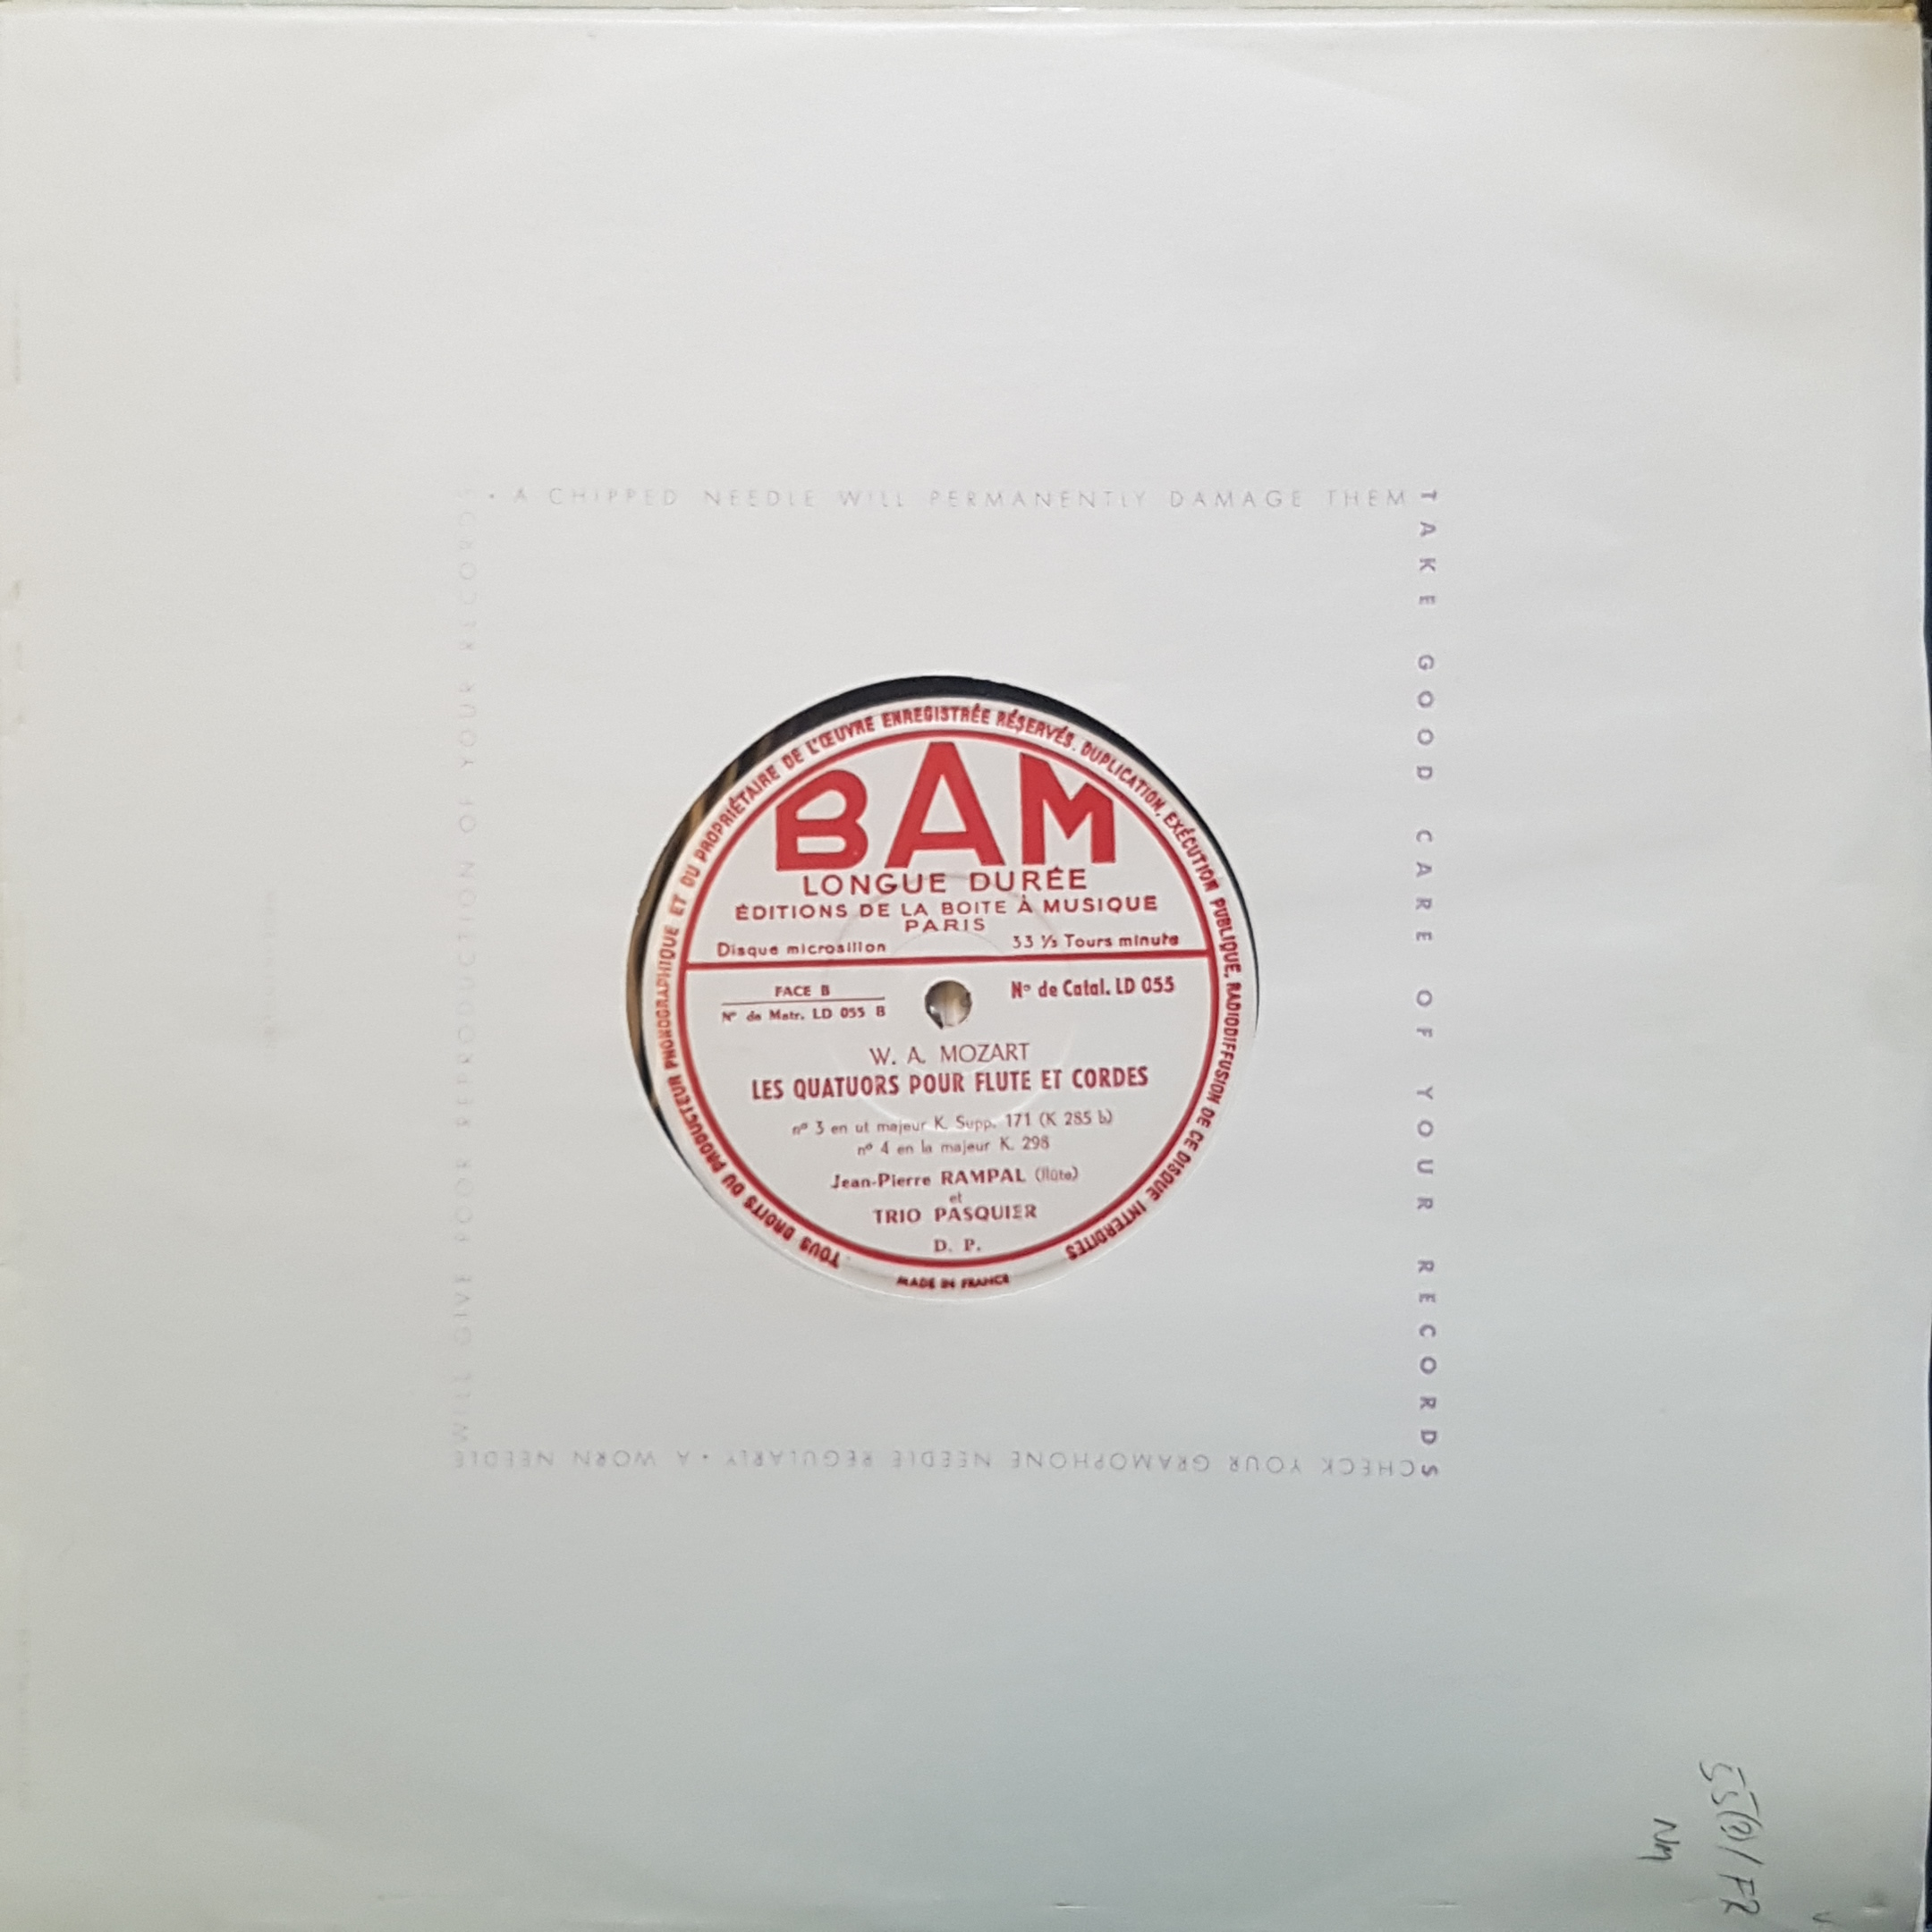 • A CHIPPED NEEDLE WILL PERMANENTLY DAMAGE THEM
TAKE GOOD CARE OF YOUR RECORDS
CHECK YOUR GRAMOPHONE NEEDLE REGULARLY • A WORN NEEDLE
WILL GIVE POOR REPRODUCTION OF YOUR RECORDS
TOUS DROITS DU PRODUCTEUR PHONOGRAPHIQUE ET DU PROPRIÉTAIRE DE L'ŒUVRE ENREGISTRÉE RÉSERVÉS. DUPLICATION, EXÉCUTION PUBLIQUE, RADIODIFFUSION DE CE DISQUE INTERDITES
BAM
LONGUE DURÉE
ÉDITIONS DE LA BOITE À MUSIQUE
PARIS
Disque microsillon 33 ⅓ Tours minute
FACE B
Nº de Matr. LD 055 B
Nº de Catal. LD 055
W. A. MOZART
LES QUATUORS POUR FLUTE ET CORDES
nº 3 en ut majeur K. Supp. 171 (K 285 b)
nº 4 en la majeur K. 298
Jean-Pierre RAMPAL (flûte)
et
TRIO PASQUIER
D. P.
MADE IN FRANCE